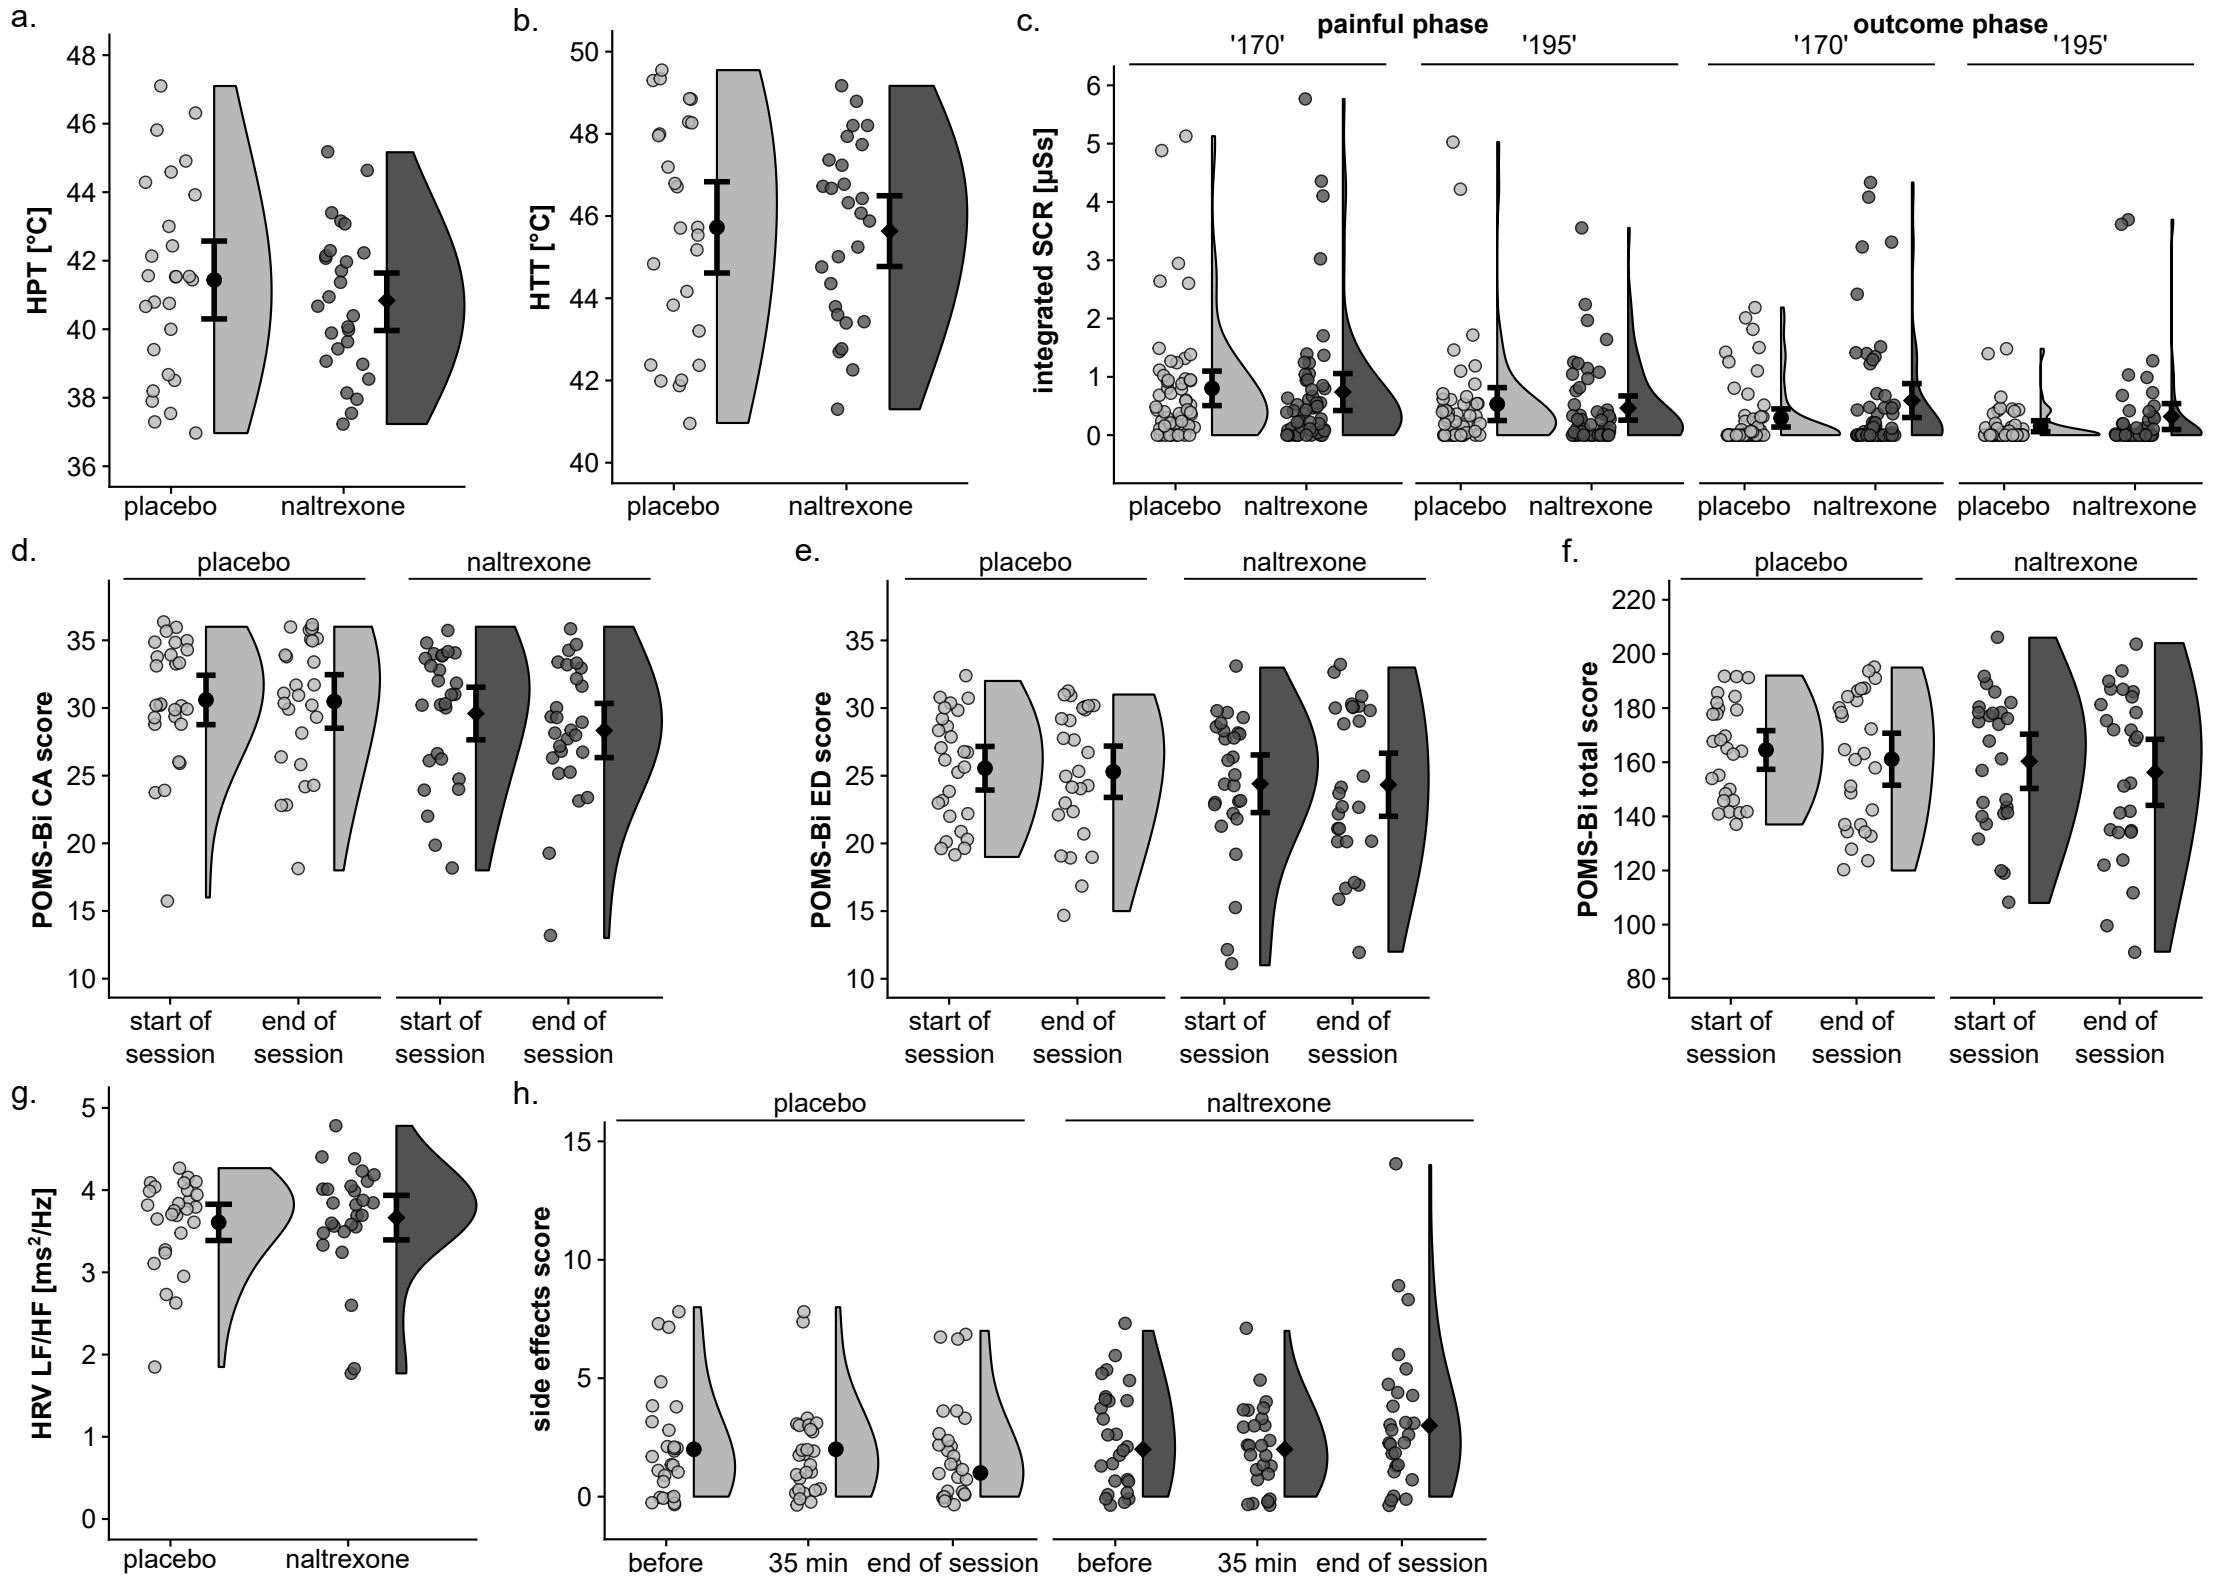 a.
48
46
44
42
40
38
36
HPT [°C]
placebo
naltrexone
b.
50
48
46
44
42
40
HTT [°C]
placebo
naltrexone
c.
painful phase
outcome phase
'170'
'195'
'170'
'195'
6
5
4
3
2
1
0
integrated SCR [µSs]
placebo
naltrexone
placebo
naltrexone
placebo
naltrexone
placebo
naltrexone
d.
placebo
naltrexone
35
30
25
20
15
10
POMS-Bi CA score
start of
session
end of
session
start of
session
end of
session
e.
placebo
naltrexone
35
30
25
20
15
10
POMS-Bi ED score
start of
session
end of
session
start of
session
end of
session
f.
placebo
naltrexone
220
200
180
160
140
120
100
80
POMS-Bi total score
start of
session
end of
session
start of
session
end of
session
g.
5
4
3
2
1
0
HRV LF/HF [ms²/Hz]
placebo
naltrexone
h.
placebo
naltrexone
15
10
5
0
side effects score
before
35 min
end of session
before
35 min
end of session